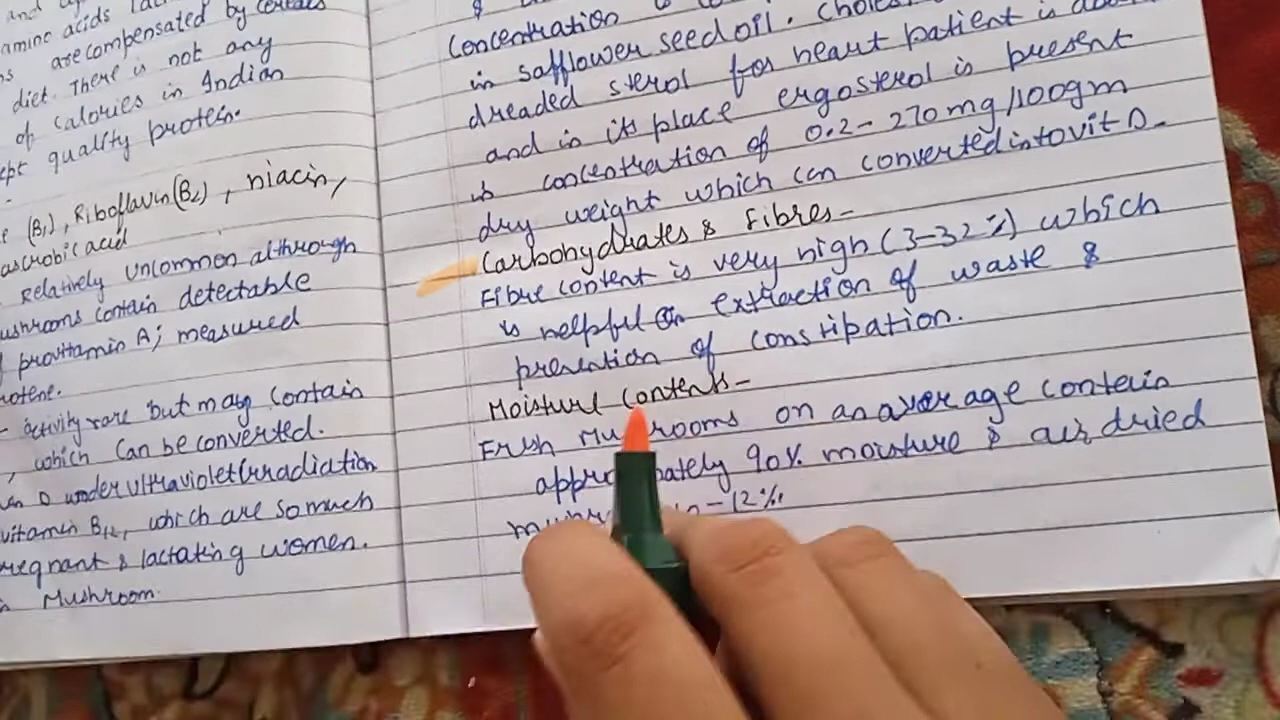 and
amino acids
are compensated by cereals
diet. There is not any
of calories in Indian
quality protein.
(B1), Riboflavin (B2), niacin,
ascrobic acid
Relatively uncommon althrough
mushrooms contain detectable
provitamin A; measured
activity rare but may contain
, which can be converted.
D under ultraviolet irradiation
vitamin B12, which are so much
pregnant & lactating women.
Mushroom.
concentration is
in safflower seed oil.
dreaded sterol for heart patient is
and in its place ergosterol is present
is concentration of 0.2-270 mg/100gm
dry weight which can converted into vit D.
Carbohydrates & Fibres-
Fibre content is very high (3-32%) which
is helpful in extraction of waste &
prevention of constipation.
Moisture Contents-
Fresh Mushrooms on an average contain
approximately 90% moisture & air dried
-12%.